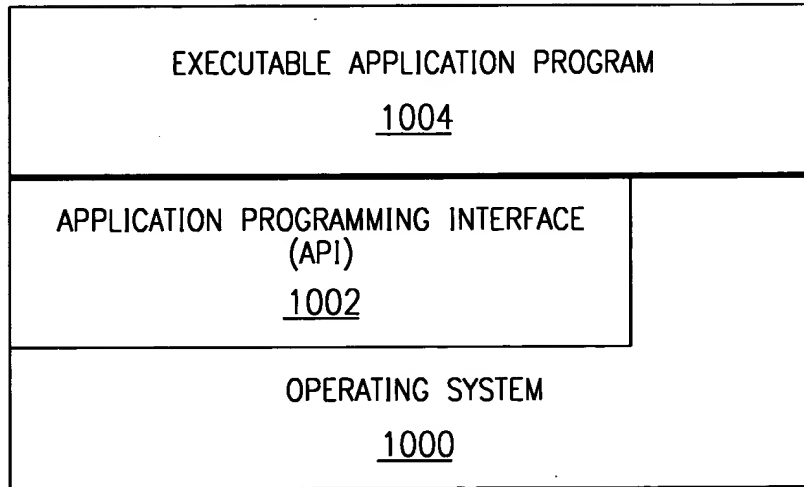 EXECUTABLE APPLICATION PROGRAM
1004
APPLICATION PROGRAMMING INTERFACE
(API)
1002
OPERATING SYSTEM
1000